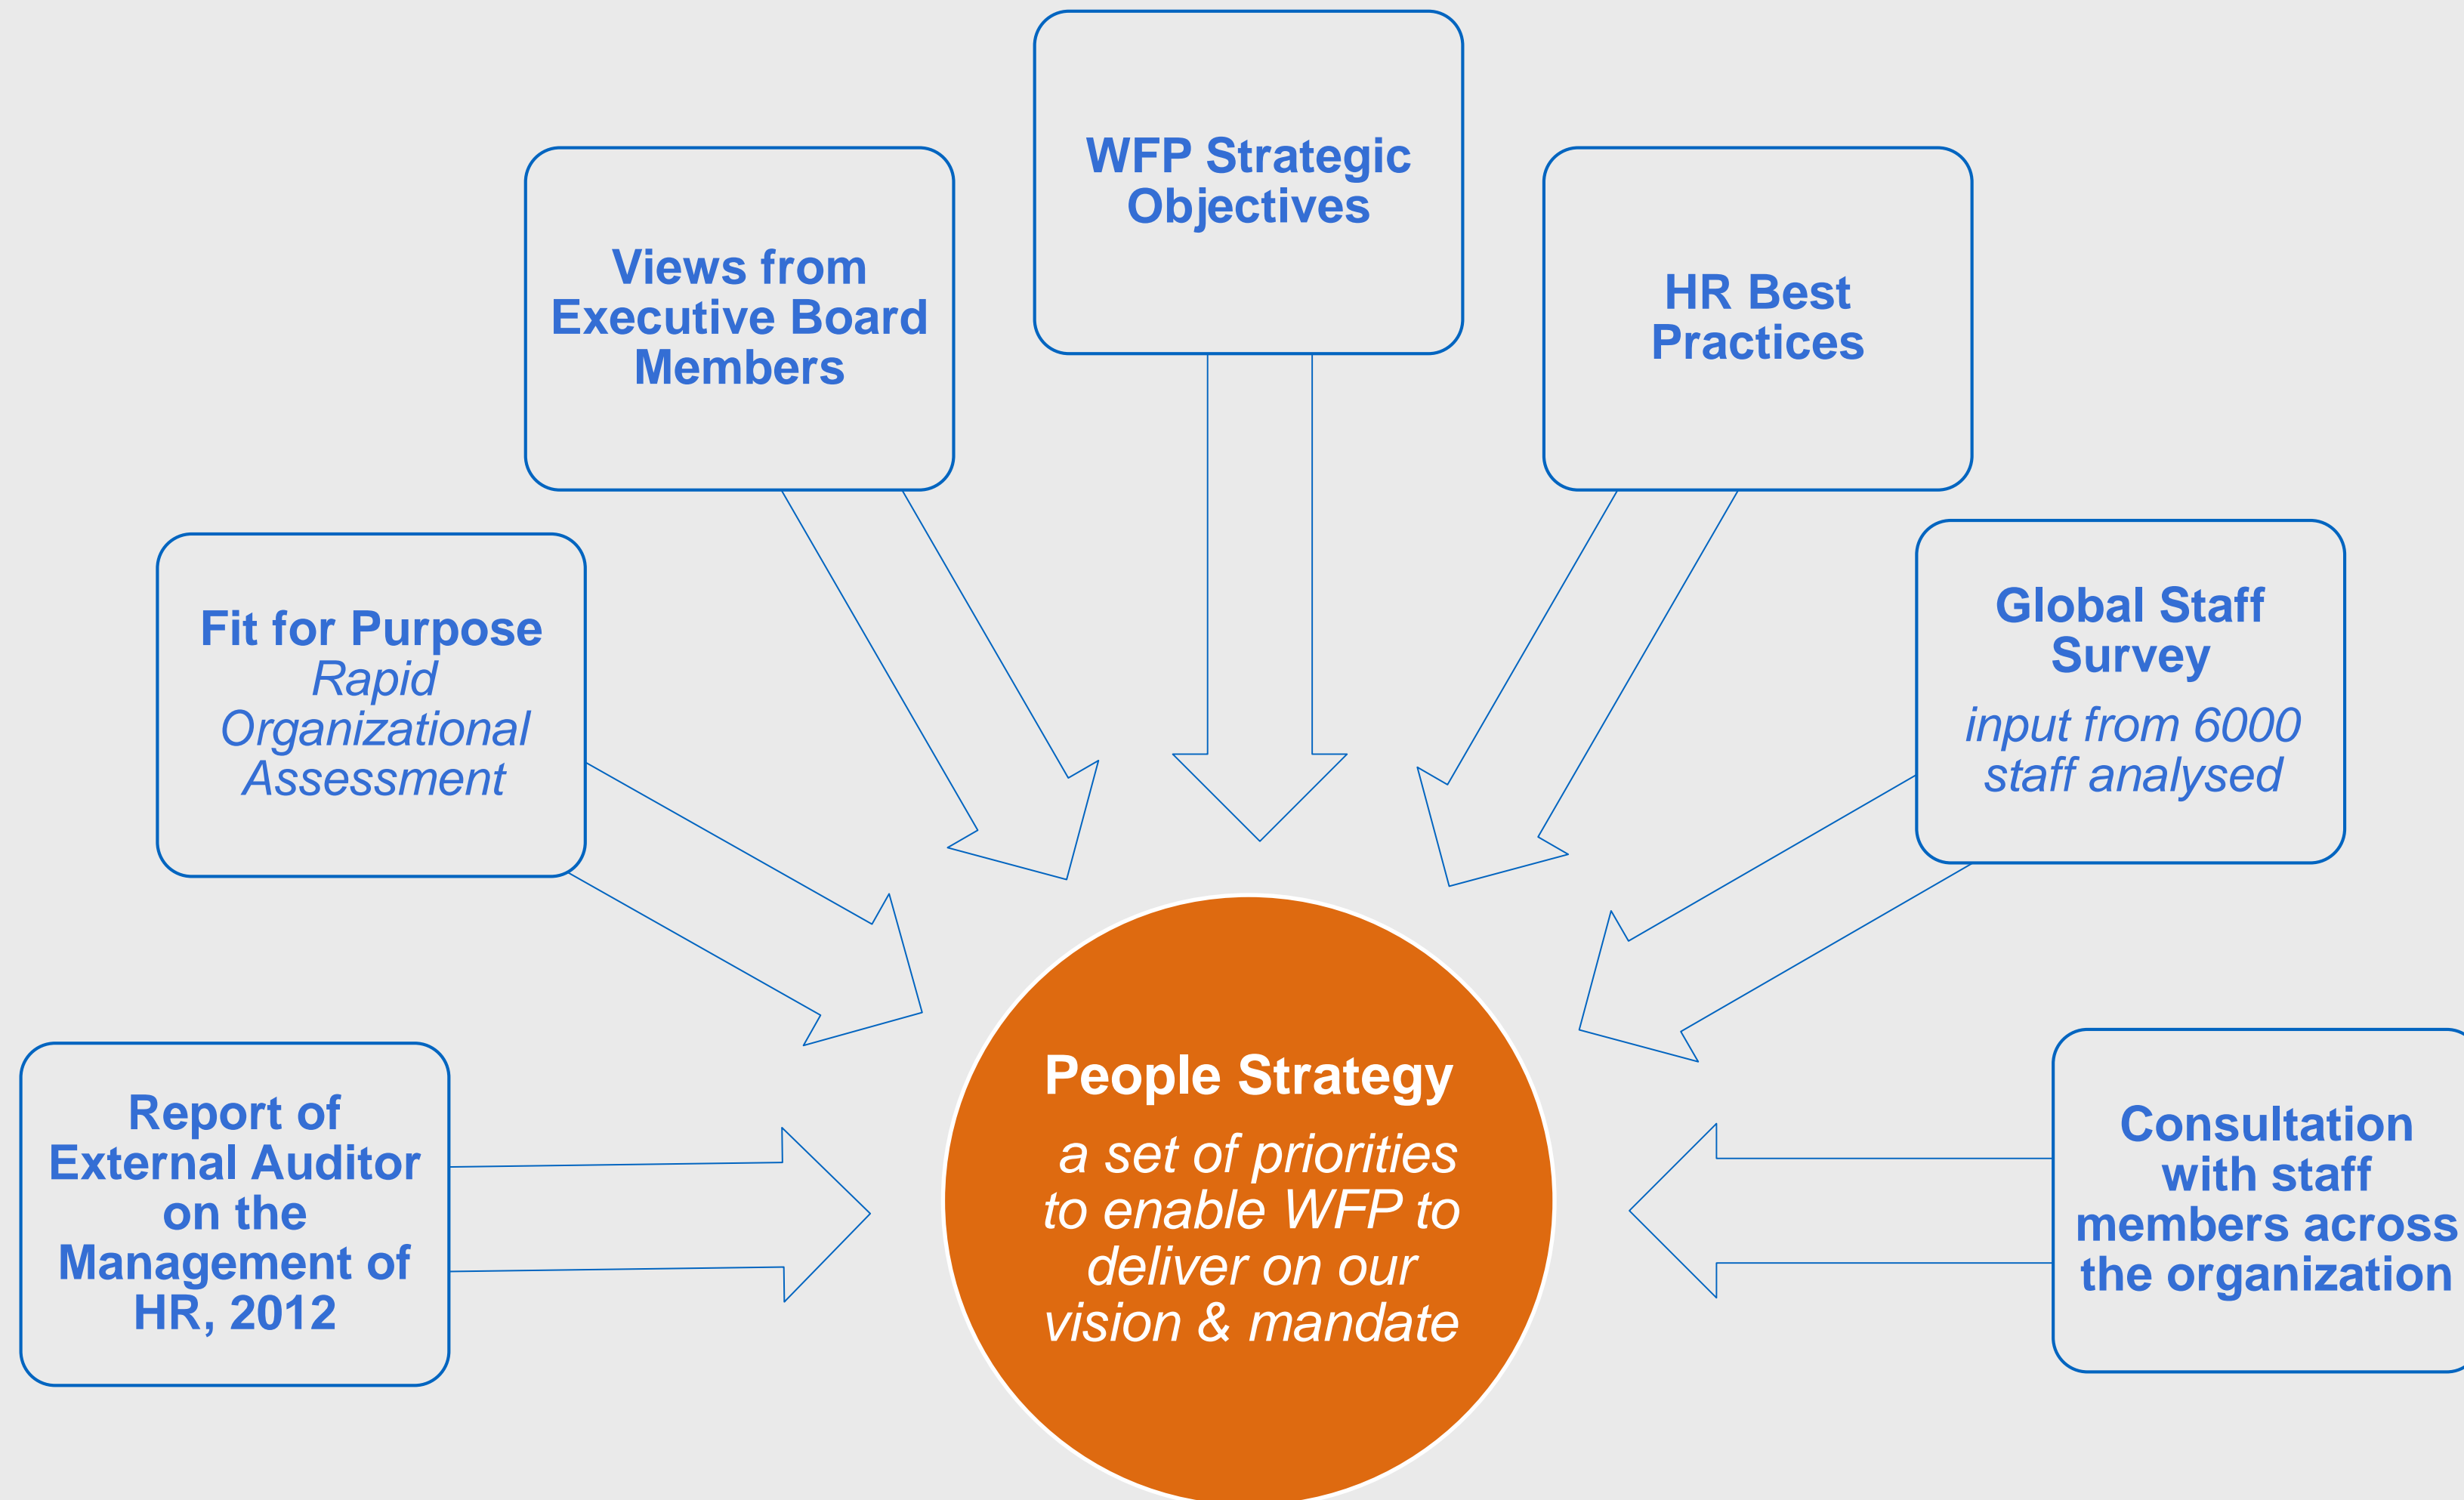 WFP Strategic
Objectives
Views from
Executive Board
Members
HR Best
Practices
Fit for Purpose
Rapid
Organizational
Assessment
Global Staff
Survey
input from 6000
staff analysed
Report of
External Auditor
on the
Management of
HR, 2012
People Strategy
a set of priorities
to enable WFP to
deliver on our
vision & mandate
Consultation
with staff
members across
the organization